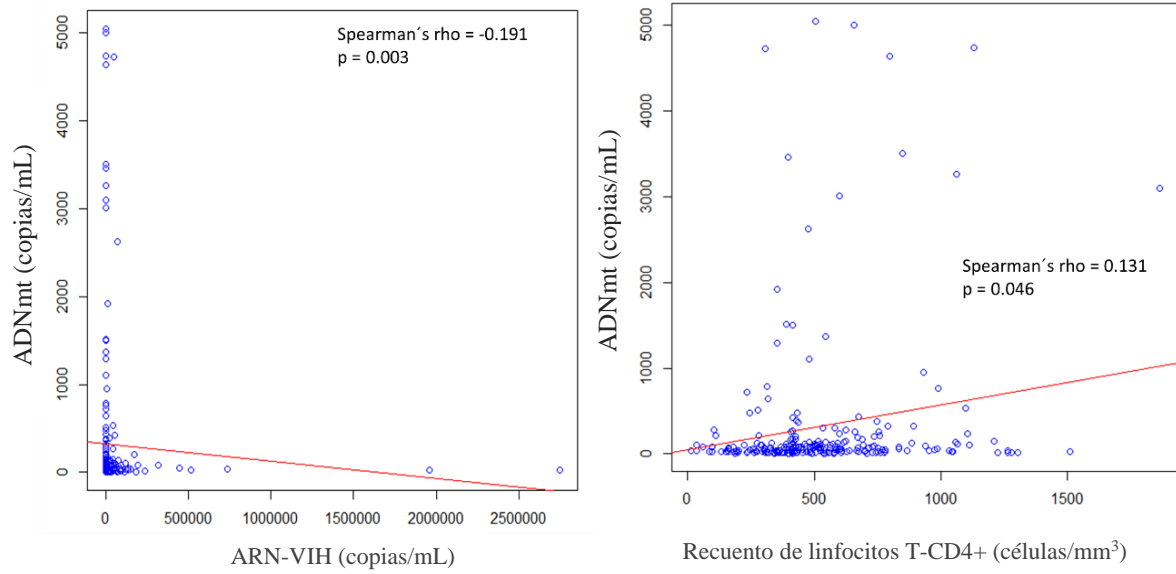 Spearman´s rho = -0.191
p = 0.003
ADNmt (copias/mL)
5000
4000
3000
2000
1000
0
0
500000
1000000
1500000
2000000
2500000
ARN-VIH (copias/mL)
Spearman´s rho = 0.131
p = 0.046
ADNmt (copias/mL)
5000
4000
3000
2000
1000
0
0
500
1000
1500
Recuento de linfocitos T-CD4+ (células/mm³)